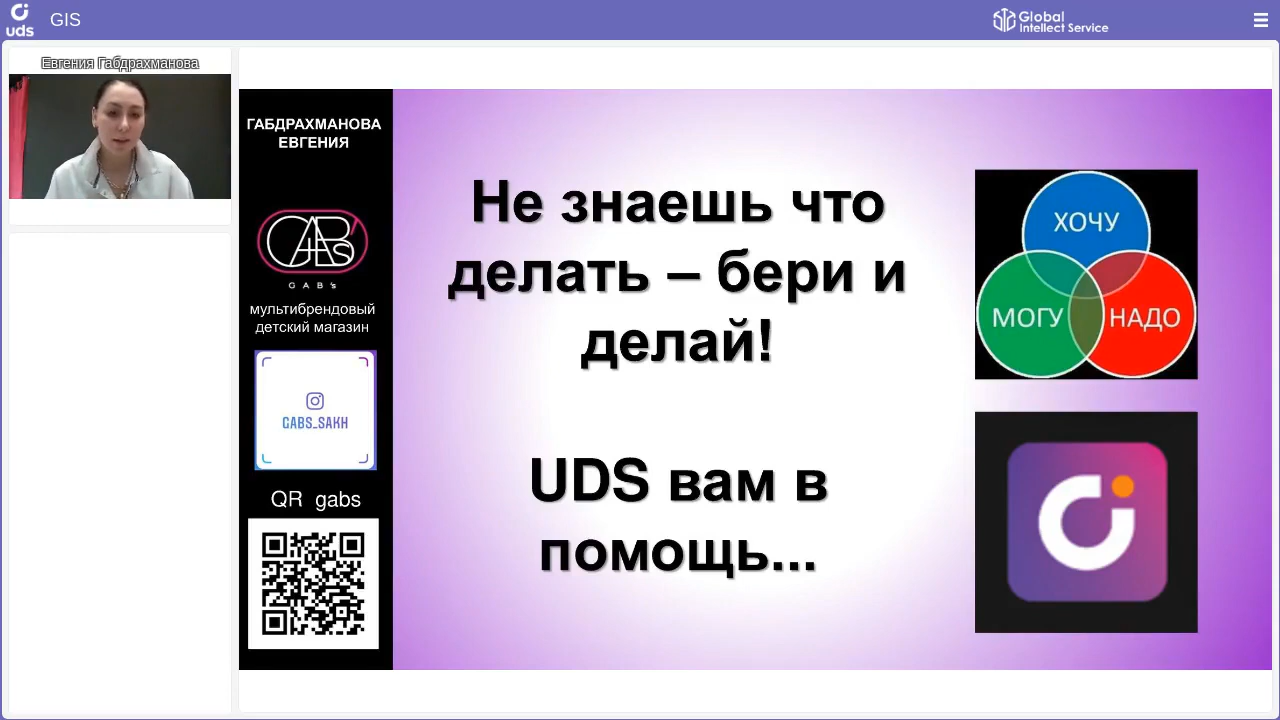 uds
GIS
Global
Intellect Service
Евгения Габдрахманова
ГАБДРАХМАНОВА
ЕВГЕНИЯ
GAB's
GAB's
мультибрендовый
детский магазин
GABS_SAKH
QR gabs
Не знаешь что
делать – бери и
делай!
UDS вам в
помощь...
ХОЧУ
МОГУ
НАДО